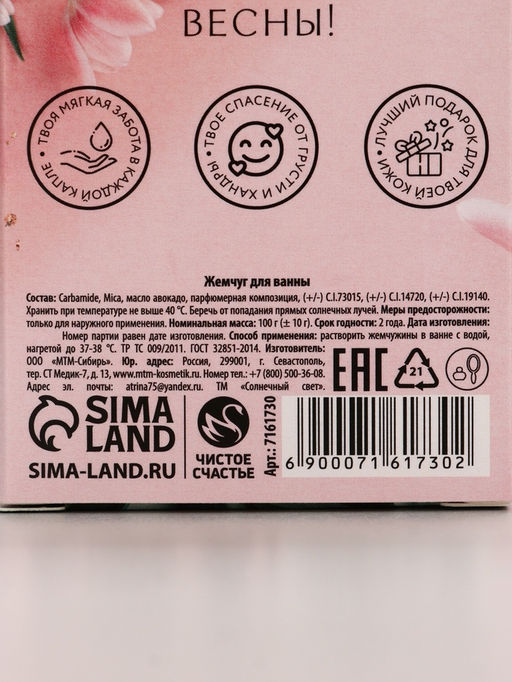 ВЕСНЫ!
• ТВОЯ МЯГКАЯ ЗАБОТА В КАЖДОЙ КАПЛЕ
• ТВОЕ СПАСЕНИЕ ОТ ГРУСТИ И ХАНДРЫ
• ЛУЧШИЙ ПОДАРОК ДЛЯ ТВОЕЙ КОЖИ
Жемчуг для ванны
Состав: Carbamide, Mica, масло авокадо, парфюмерная композиция, (+/-) C.I.73015, (+/-) C.I.14720, (+/-) C.I.19140.
Хранить при температуре не выше 40 °C. Беречь от попадания прямых солнечных лучей. Меры предосторожности:
только для наружного применения. Номинальная масса: 100 г (± 10 г). Срок годности: 2 года. Дата изготовления:
Номер партии равен дате изготовления. Способ применения: растворить жемчужины в ванне с водой,
нагретой до 37-38 °C. ТР ТС 009/2011. ГОСТ 32851-2014. Изготовитель:
ООО «МТМ-Сибирь». Юр. адрес: Россия, 299001, г. Севастополь,
тер. СТ Медик-7, д. 13, www.mtm-kosmetik.ru. Номер тел.:+7 (800) 500-36-08.
Адрес эл. почты: atrina75@yandex.ru. ТМ «Солнечный свет».
EAC
21
SIMA
LAND
SIMA-LAND.RU
ЧИСТОЕ
СЧАСТЬЕ
Арт.: 7161730
6 900071 617302